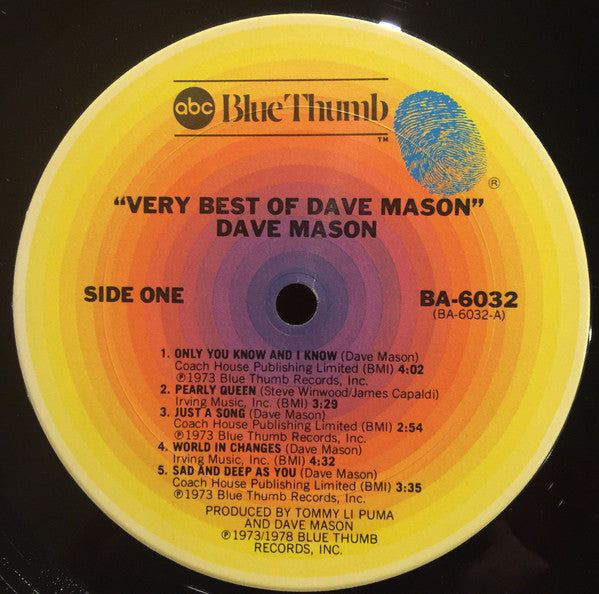 abc Blue Thumb
™
®
"VERY BEST OF DAVE MASON"
DAVE MASON
SIDE ONE
BA-6032
(BA-6032-A)
1. ONLY YOU KNOW AND I KNOW (Dave Mason)
Coach House Publishing Limited (BMI) 4:02
℗1973 Blue Thumb Records, Inc.
2. PEARLY QUEEN (Steve Winwood/James Capaldi)
Irving Music, Inc. (BMI) 3:29
3. JUST A SONG (Dave Mason)
Coach House Publishing Limited (BMI) 2:54
℗1973 Blue Thumb Records, Inc.
4. WORLD IN CHANGES (Dave Mason)
Irving Music, Inc. (BMI) 4:32
5. SAD AND DEEP AS YOU (Dave Mason)
Coach House Publishing Limited (BMI) 3:35
℗1973 Blue Thumb Records, Inc.
PRODUCED BY TOMMY LI PUMA
AND DAVE MASON
℗1973/1978 BLUE THUMB
RECORDS, INC.